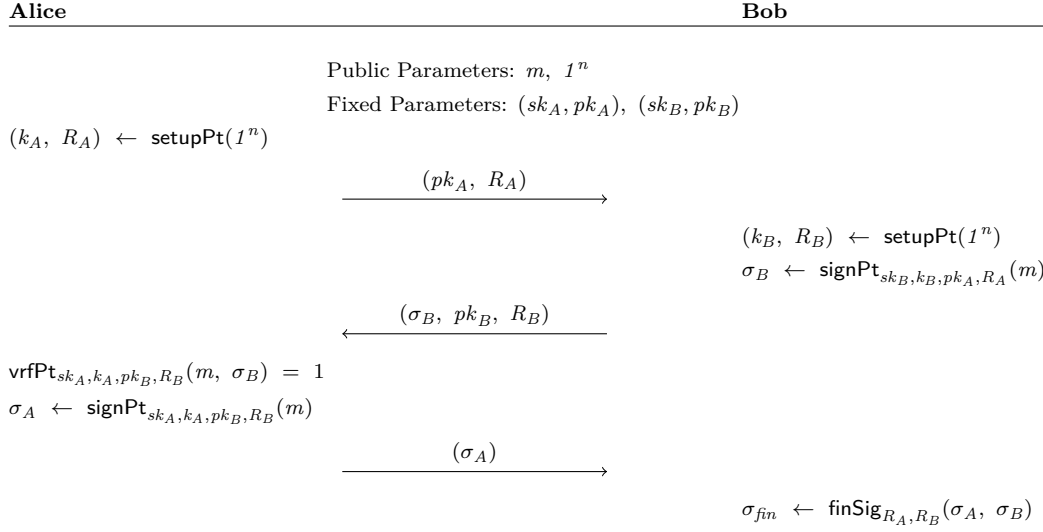 Alice Bob
Public Parameters: m, 1^n
Fixed Parameters: (sk_A, pk_A), (sk_B, pk_B)
(k_A, R_A) ← setupPt(1^n)
(pk_A, R_A)
(k_B, R_B) ← setupPt(1^n)
σ_B ← signPt_{sk_B,k_B,pk_A,R_A}(m)
(σ_B, pk_B, R_B)
vrfPt_{sk_A,k_A,pk_B,R_B}(m, σ_B) = 1
σ_A ← signPt_{sk_A,k_A,pk_B,R_B}(m)
(σ_A)
σ_{fin} ← finSig_{R_A,R_B}(σ_A, σ_B)